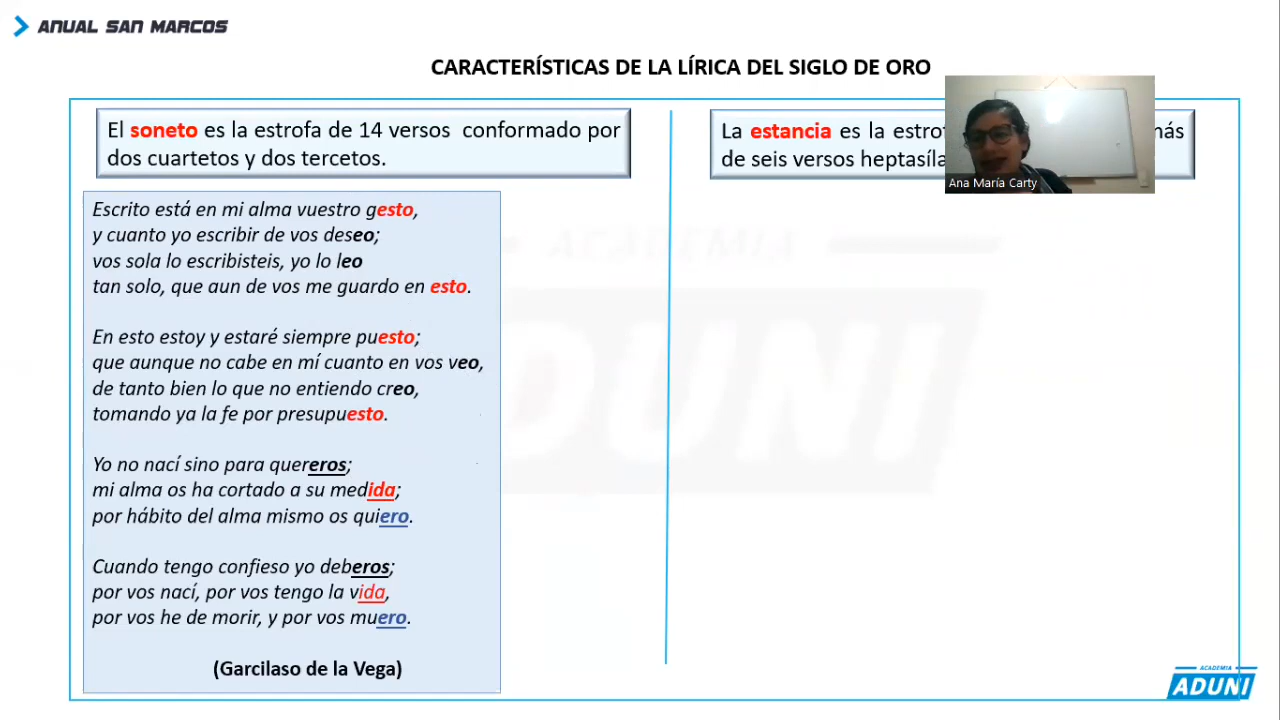 ANUAL SAN MARCOS
CARACTERÍSTICAS DE LA LÍRICA DEL SIGLO DE ORO
El soneto es la estrofa de 14 versos conformado por
dos cuartetos y dos tercetos.
Escrito está en mi alma vuestro gesto,
y cuanto yo escribir de vos deseo;
vos sola lo escribisteis, yo lo leo
tan solo, que aun de vos me guardo en esto.
En esto estoy y estaré siempre puesto;
que aunque no cabe en mí cuanto en vos veo,
de tanto bien lo que no entiendo creo,
tomando ya la fe por presupuesto.
Yo no nací sino para quereros;
mi alma os ha cortado a su medida;
por hábito del alma mismo os quiero.
Cuando tengo confieso yo deberos;
por vos nací, por vos tengo la vida,
por vos he de morir, y por vos muero.
(Garcilaso de la Vega)
La estancia es la
de seis versos
Ana María Carty
ACADEMIA
ADUNI
ACADEMIA
ADUNI